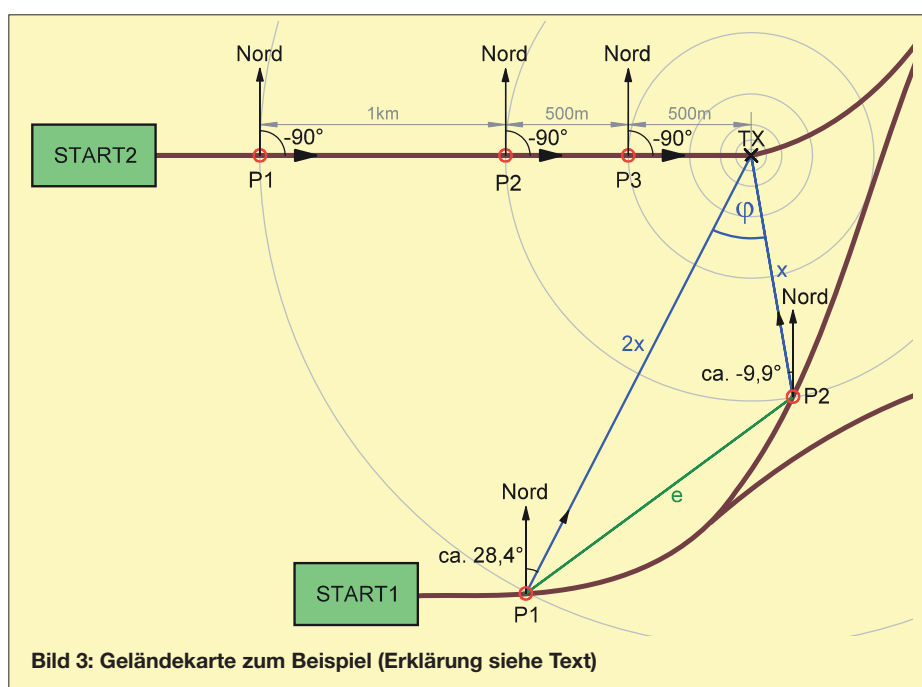 Nord
Nord
Nord
1km
500m
500m
-90°
-90°
-90°
TX
START2
P1
P2
P3
φ
x
Nord
2x
ca. -9,9°
P2
Nord
e
ca. 28,4°
START1
P1
Bild 3: Geländekarte zum Beispiel (Erklärung siehe Text)